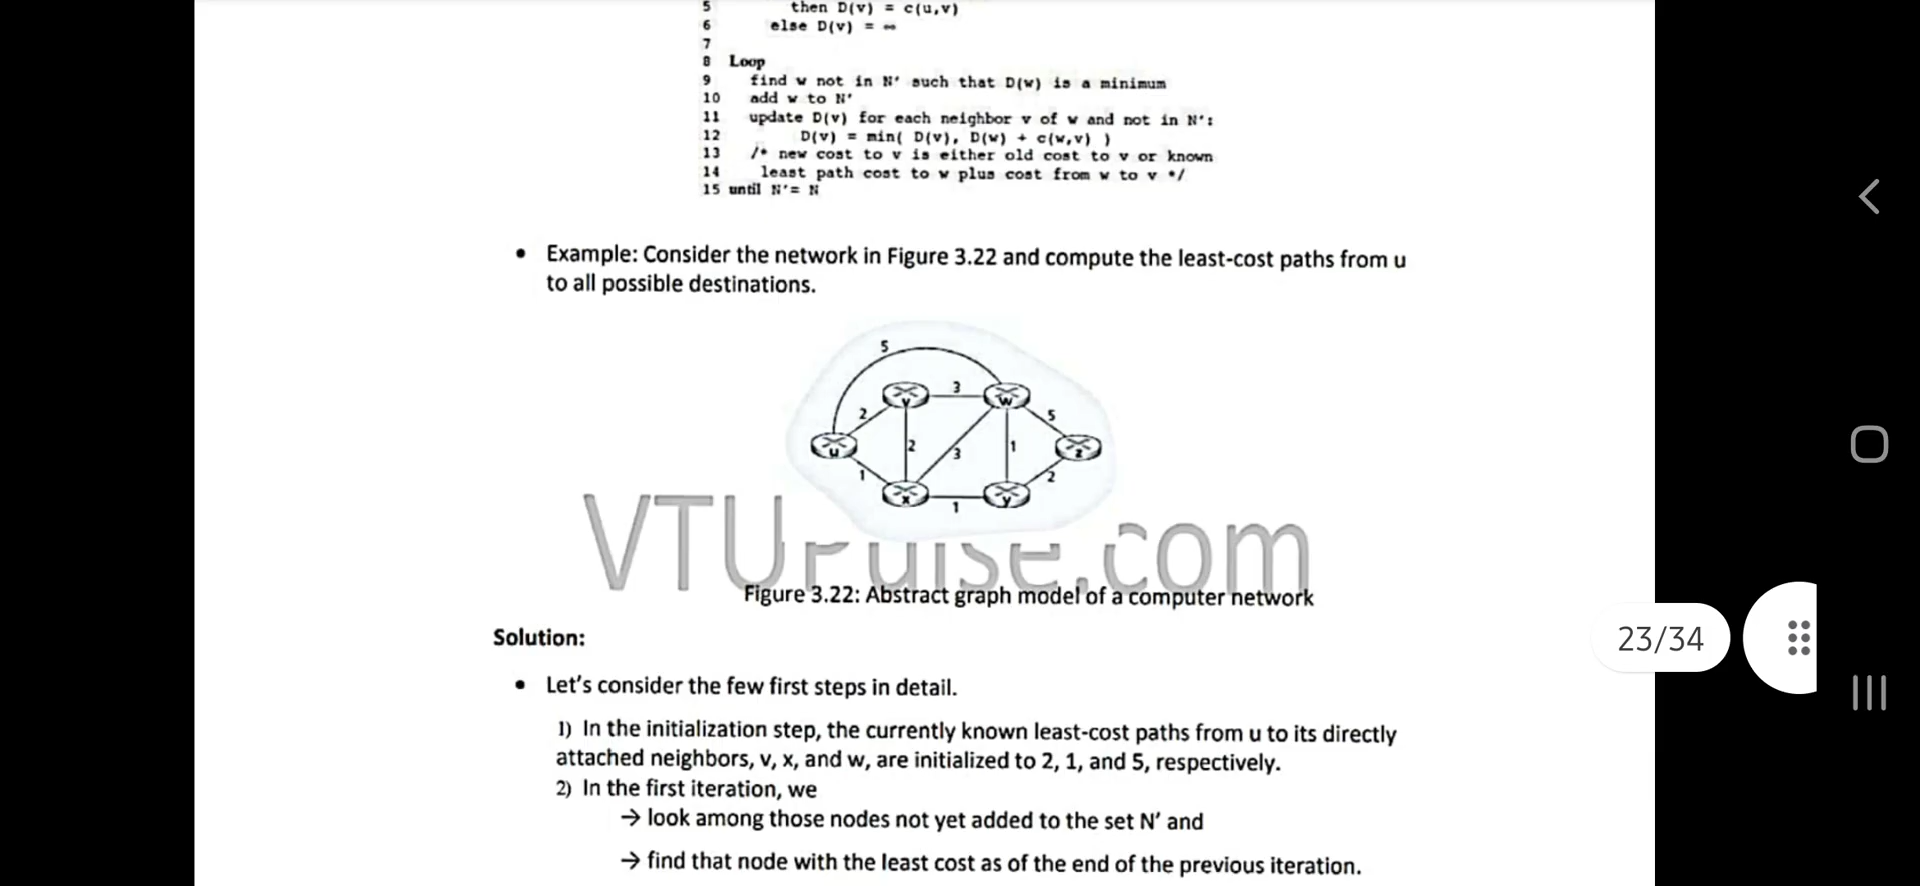 5 then D(v) = c(u,v)
6 else D(v) = ∞
7
8 Loop
9 find w not in N' such that D(w) is a minimum
10 add w to N'
11 update D(v) for each neighbor v of w and not in N':
12 D(v) = min( D(v), D(w) + c(w,v) )
13 /* new cost to v is either old cost to v or known
14 least path cost to w plus cost from w to v */
15 until N'= N
• Example: Consider the network in Figure 3.22 and compute the least-cost paths from u
to all possible destinations.
5
v 3 w
2 5
u 2 3 1 z
1 2
x 1 y
VTUPulse.com
Figure 3.22: Abstract graph model of a computer network
Solution:
23/34
• Let's consider the few first steps in detail.
1) In the initialization step, the currently known least-cost paths from u to its directly
attached neighbors, v, x, and w, are initialized to 2, 1, and 5, respectively.
2) In the first iteration, we
→ look among those nodes not yet added to the set N' and
→ find that node with the least cost as of the end of the previous iteration.